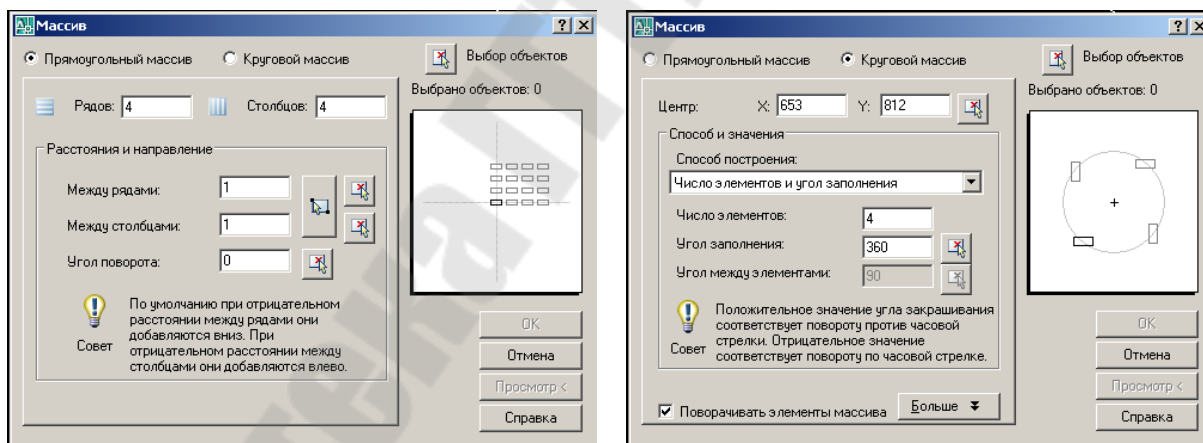 Массив
Прямоугольный массив Круговой массив Выбор объектов
Выбрано объектов: 0
Рядов: 4 Столбцов: 4
Расстояния и направление
Между рядами: 1
Между столбцами: 1
Угол поворота: 0
По умолчанию при отрицательном
расстоянии между рядами они
добавляются вниз. При
отрицательном расстоянии между
столбцами они добавляются влево.
Совет
OK
Отмена
Просмотр <
Справка
Массив
Прямоугольный массив Круговой массив Выбор объектов
Выбрано объектов: 0
Центр: X: 653 Y: 812
Способ и значения
Способ построения:
Число элементов и угол заполнения
Число элементов: 4
Угол заполнения: 360
Угол между элементами: 90
Положительное значение угла закрашивания
соответствует повороту против часовой
стрелки. Отрицательное значение
соответствует повороту по часовой стрелке.
Совет
Поворачивать элементы массива Больше
OK
Отмена
Просмотр <
Справка